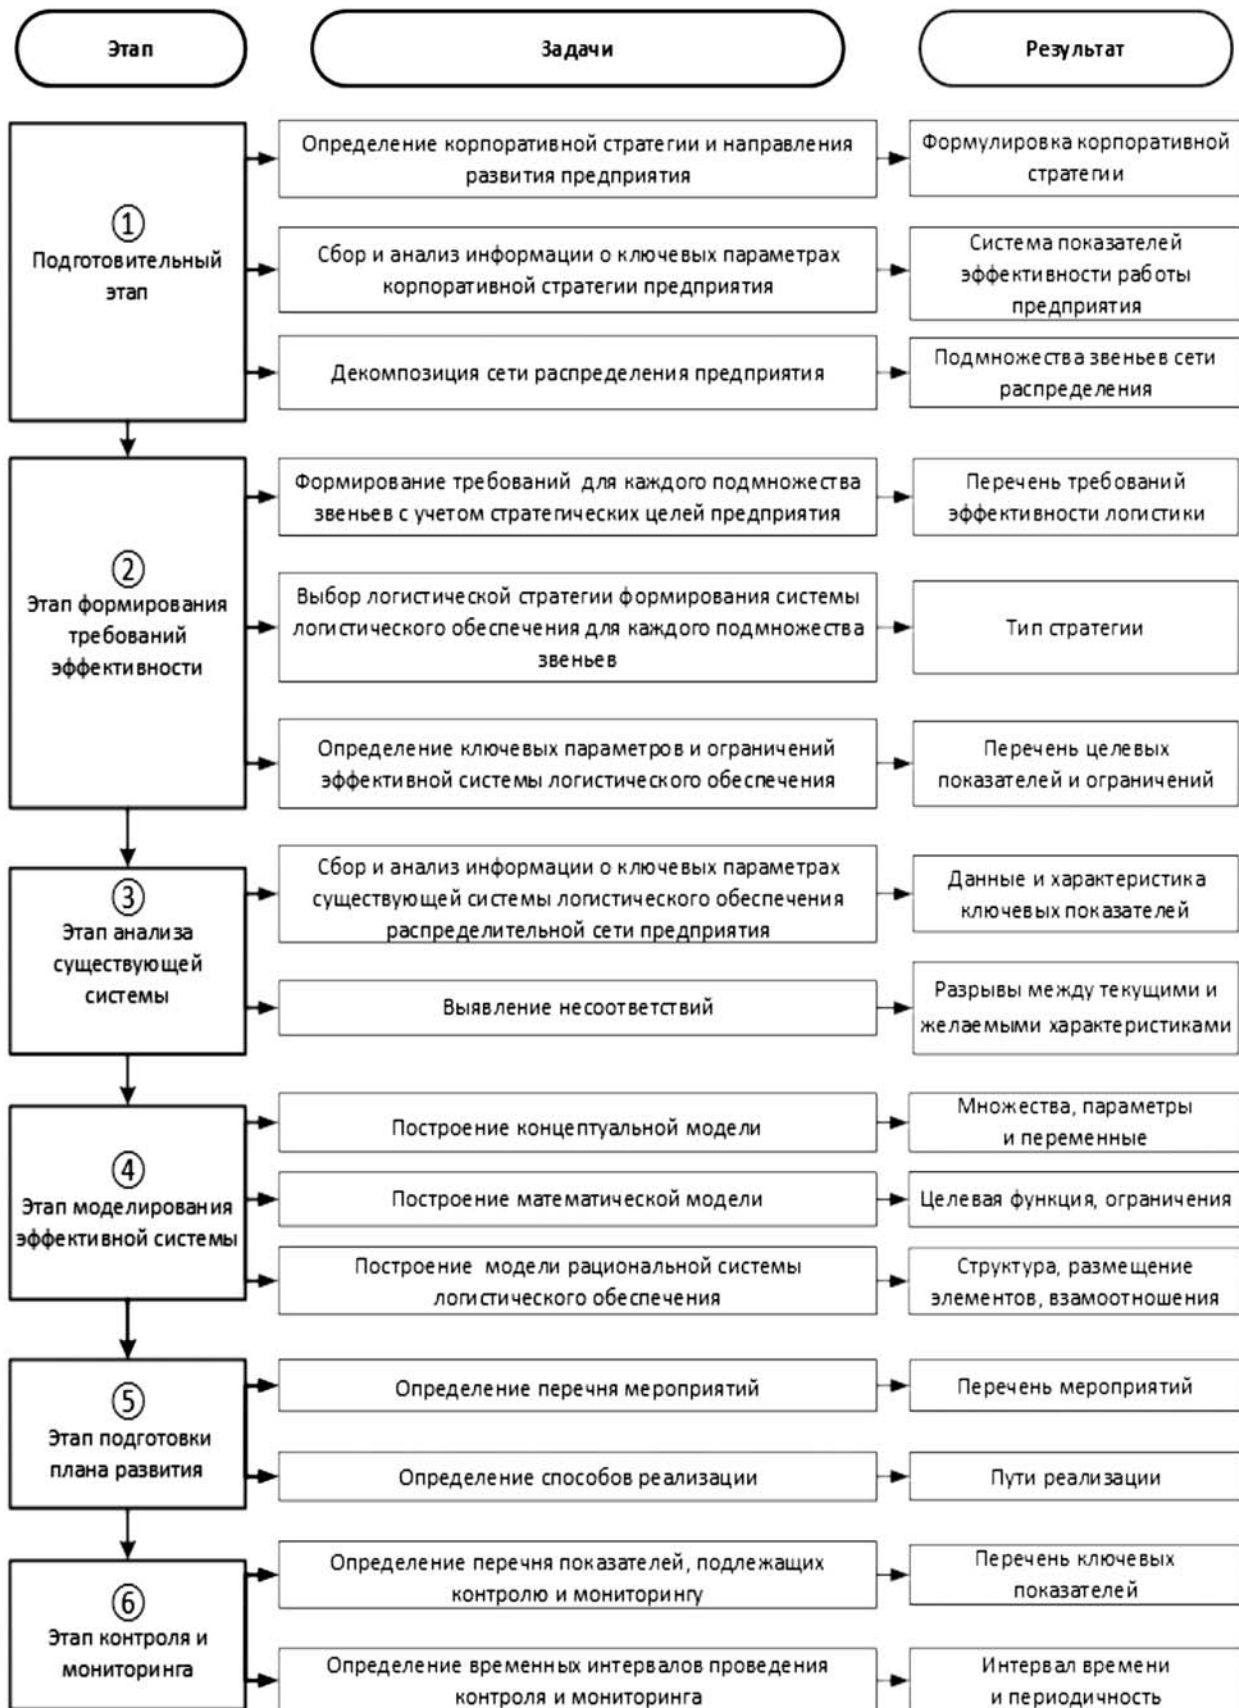 Этап
Задачи
Результат
①
Подготовительный
этап
Определение корпоративной стратегии и направления
развития предприятия
Формулировка корпоративной
стратегии
Сбор и анализ информации о ключевых параметрах
корпоративной стратегии предприятия
Система показателей
эффективности работы
предприятия
Декомпозиция сети распределения предприятия
Подмножества звеньев сети
распределения
②
Этап формирования
требований
эффективности
Формирование требований для каждого подмножества
звеньев с учетом стратегических целей предприятия
Перечень требований
эффективности логистики
Выбор логистической стратегии формирования системы
логистического обеспечения для каждого подмножества
звеньев
Тип стратегии
Определение ключевых параметров и ограничений
эффективной системы логистического обеспечения
Перечень целевых
показателей и ограничений
③
Этап анализа
существующей
системы
Сбор и анализ информации о ключевых параметрах
существующей системы логистического обеспечения
распределительной сети предприятия
Данные и характеристика
ключевых показателей
Выявление несоответствий
Разрывы между текущими и
желаемыми характеристиками
④
Этап моделирования
эффективной системы
Построение концептуальной модели
Множества, параметры
и переменные
Построение математической модели
Целевая функция, ограничения
Построение модели рациональной системы
логистического обеспечения
Структура, размещение
элементов, взамоотношения
⑤
Этап подготовки
плана развития
Определение перечня мероприятий
Перечень мероприятий
Определение способов реализации
Пути реализации
⑥
Этап контроля и
мониторинга
Определение перечня показателей, подлежащих
контролю и мониторингу
Перечень ключевых
показателей
Определение временных интервалов проведения
контроля и мониторинга
Интервал времени
и периодичность